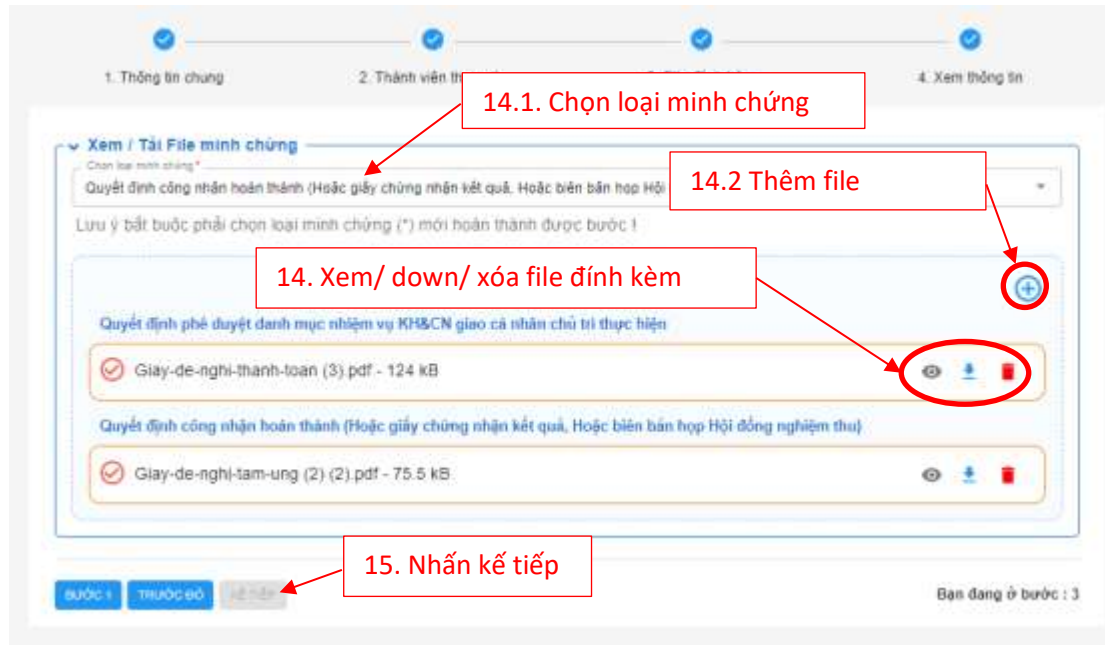 1. Thông tin chung
2. Thành viên
4. Xem thông tin
14.1. Chọn loại minh chứng
Xem / Tải File minh chứng
Chọn loại minh chứng *
Quyết định công nhận hoàn thành (Hoặc giấy chứng nhận kết quả, Hoặc biên bản họp Hội
14.2 Thêm file
Lưu ý bắt buộc phải chọn loại minh chứng (*) mới hoàn thành được bước !
14. Xem/ down/ xóa file đính kèm
Quyết định phê duyệt danh mục nhiệm vụ KH&CN giao cá nhân chủ trì thực hiện
Giay-de-nghi-thanh-toan (3).pdf - 124 kB
Quyết định công nhận hoàn thành (Hoặc giấy chứng nhận kết quả, Hoặc biên bản họp Hội đồng nghiệm thu)
Giay-de-nghi-tam-ung (2) (2).pdf - 75.5 kB
15. Nhấn kế tiếp
BƯỚC 1
TRƯỚC ĐÓ
KẾ TIẾP
Bạn đang ở bước : 3